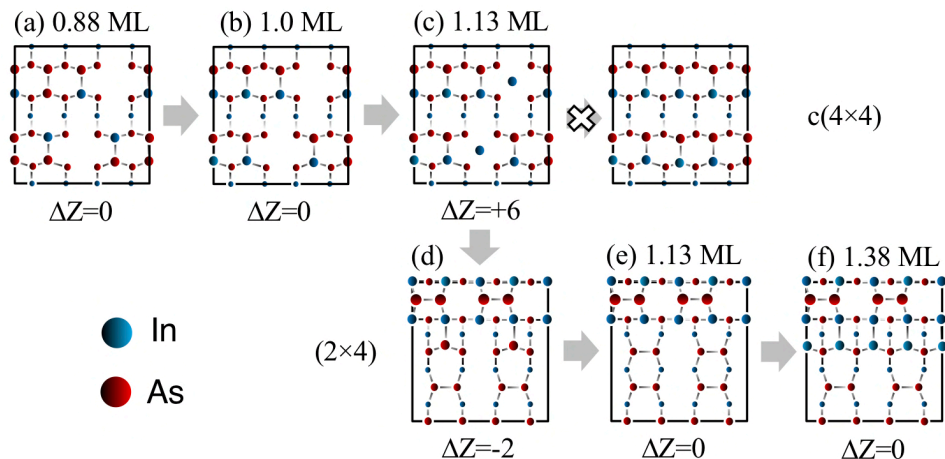 (a) 0.88 ML (b) 1.0 ML (c) 1.13 ML
c(4×4)
ΔZ=0 ΔZ=0 ΔZ=+6
(d) (e) 1.13 ML (f) 1.38 ML
In
(2×4)
As
ΔZ=-2 ΔZ=0 ΔZ=0